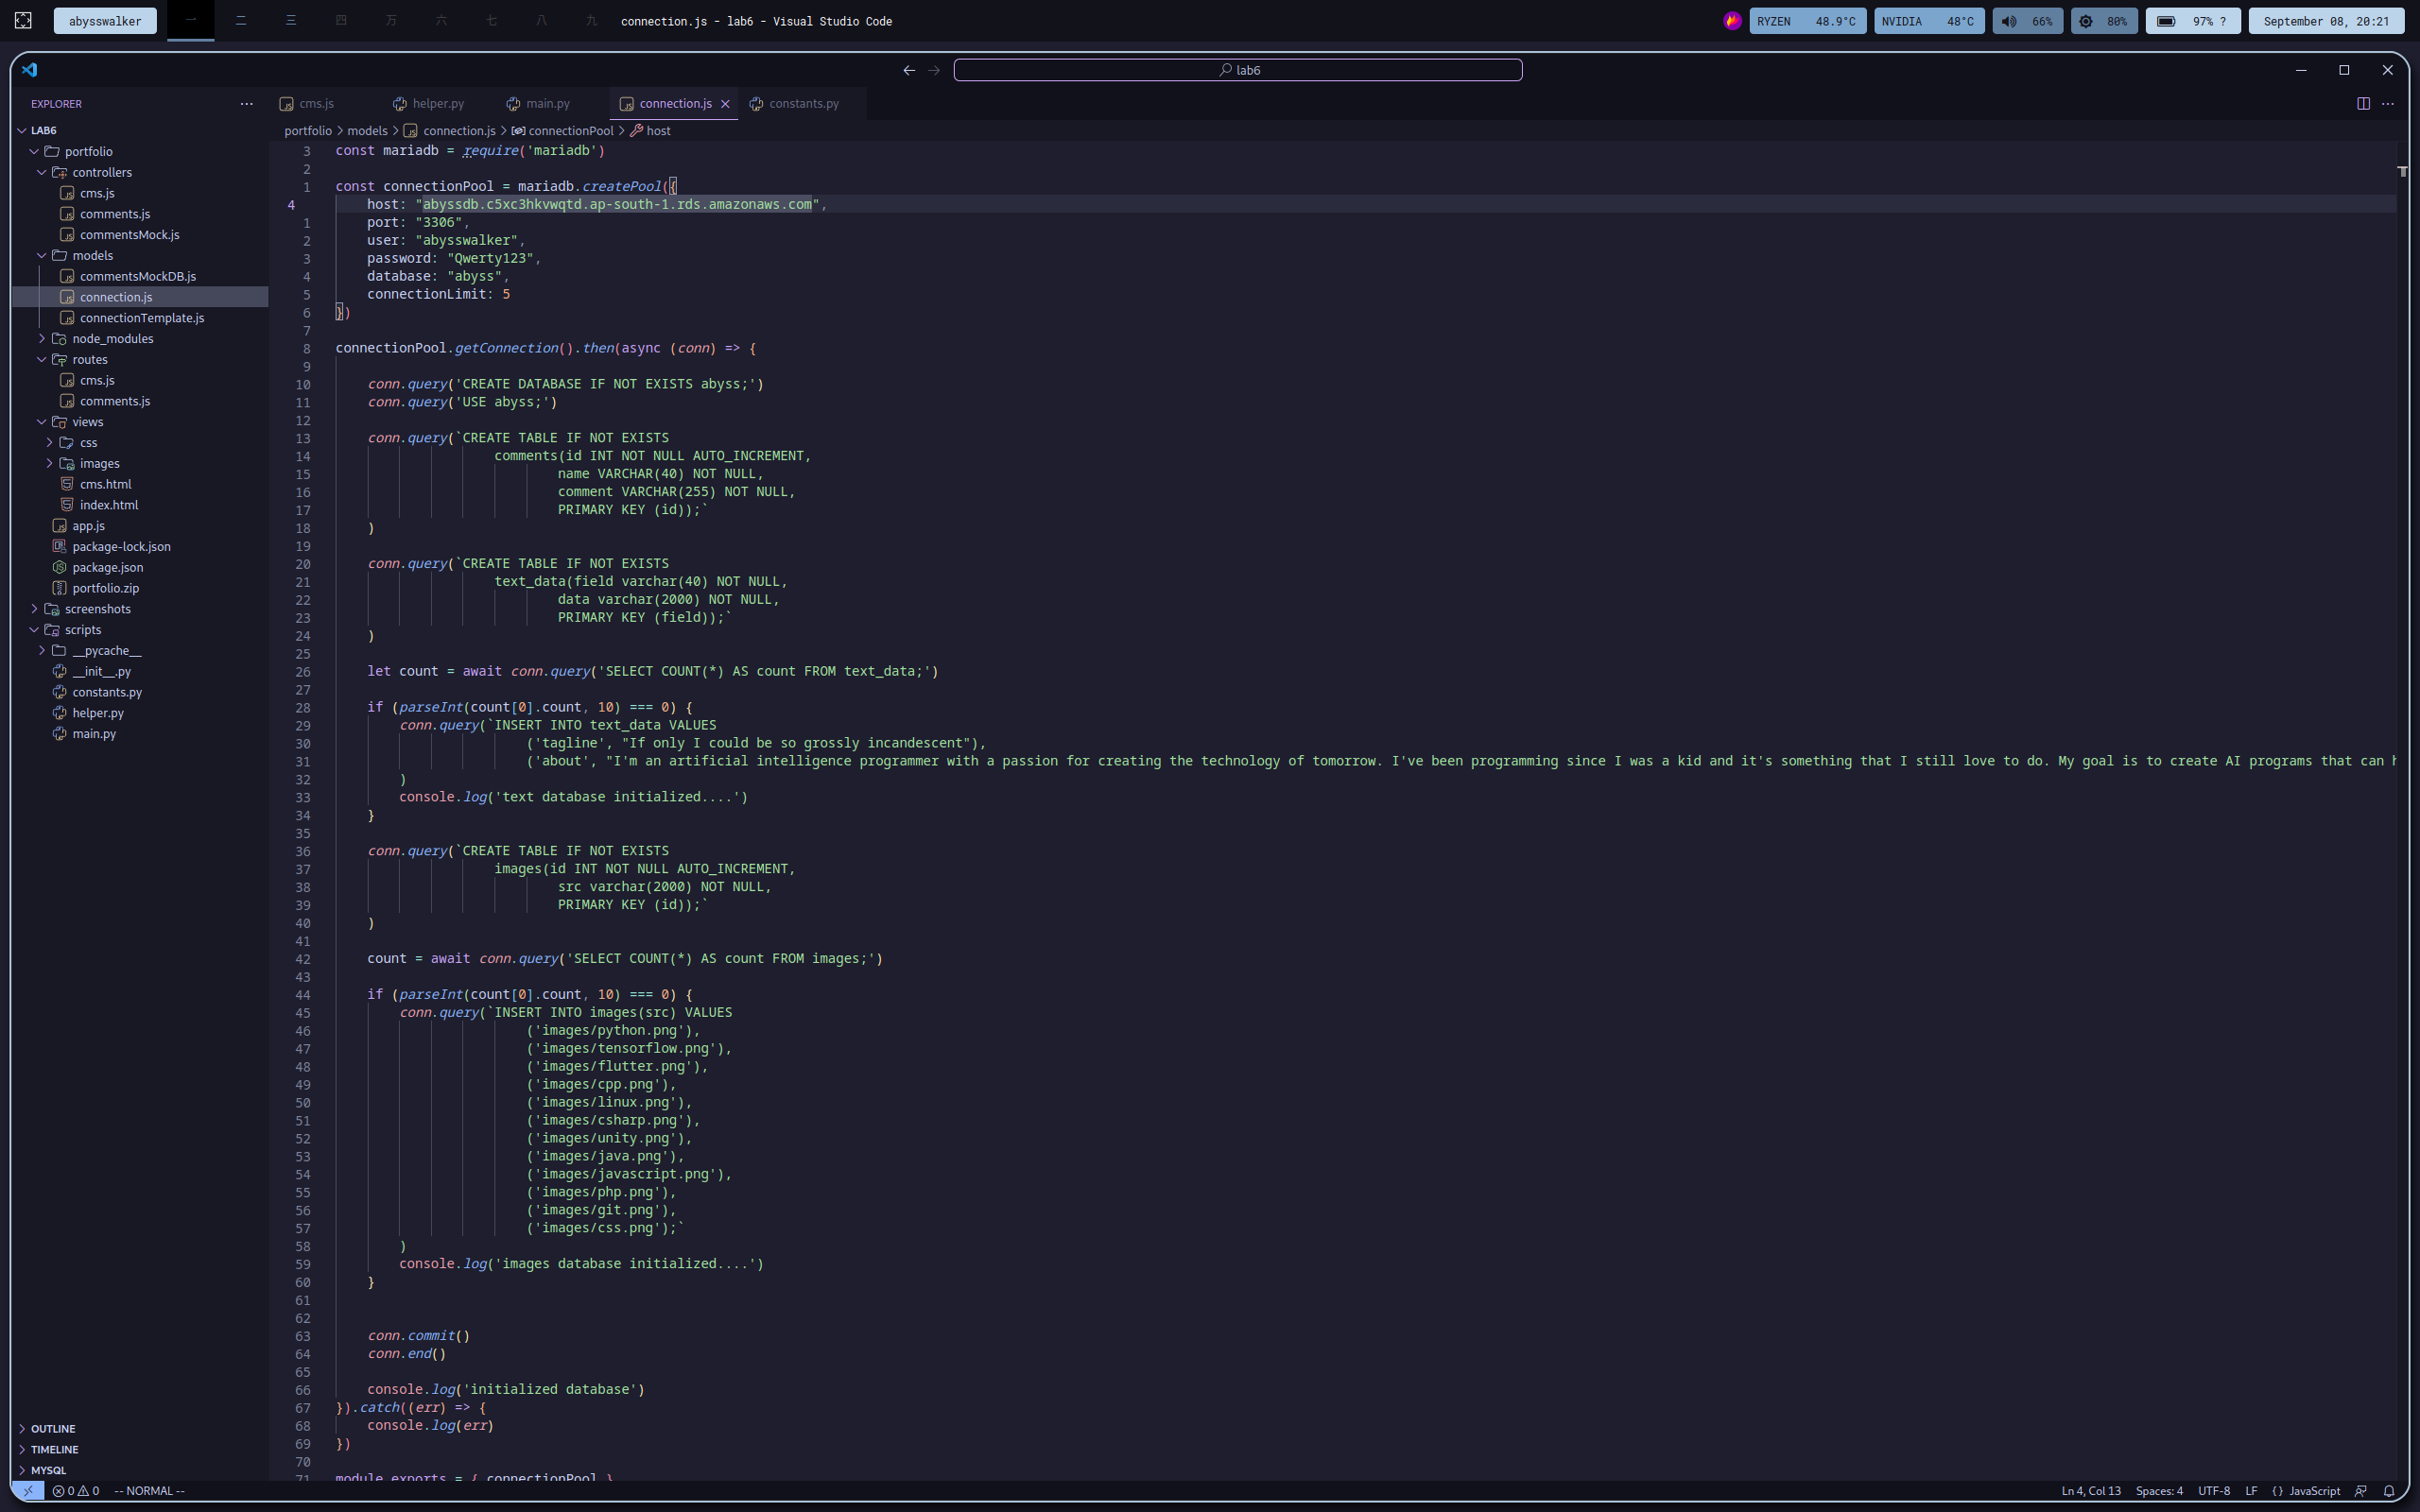 abysswalker 一 二 三 四 万 六 七 八 九 connection.js - lab6 - Visual Studio Code RYZEN 48.9°C NVIDIA 48°C 66% 80% 97% ? September 08, 20:21
lab6
EXPLORER
cms.js helper.py main.py connection.js constants.py
LAB6
portfolio
controllers
cms.js
comments.js
commentsMock.js
models
commentsMockDB.js
connection.js
connectionTemplate.js
node_modules
routes
cms.js
comments.js
views
css
images
cms.html
index.html
app.js
package-lock.json
package.json
portfolio.zip
screenshots
scripts
__pycache__
__init__.py
constants.py
helper.py
main.py
OUTLINE
TIMELINE
MYSQL
portfolio > models > connection.js > connectionPool > host
3 const mariadb = require('mariadb')
2
1 const connectionPool = mariadb.createPool({
4 host: "abyssdb.c5xc3hkvwqtd.ap-south-1.rds.amazonaws.com",
1 port: "3306",
2 user: "abysswalker",
3 password: "Qwerty123",
4 database: "abyss",
5 connectionLimit: 5
6 })
7
8 connectionPool.getConnection().then(async (conn) => {
9
10 conn.query('CREATE DATABASE IF NOT EXISTS abyss;')
11 conn.query('USE abyss;')
12
13 conn.query(`CREATE TABLE IF NOT EXISTS
14 comments(id INT NOT NULL AUTO_INCREMENT,
15 name VARCHAR(40) NOT NULL,
16 comment VARCHAR(255) NOT NULL,
17 PRIMARY KEY (id));`
18 )
19
20 conn.query(`CREATE TABLE IF NOT EXISTS
21 text_data(field varchar(40) NOT NULL,
22 data varchar(2000) NOT NULL,
23 PRIMARY KEY (field));`
24 )
25
26 let count = await conn.query('SELECT COUNT(*) AS count FROM text_data;')
27
28 if (parseInt(count[0].count, 10) === 0) {
29 conn.query(`INSERT INTO text_data VALUES
30 ('tagline', "If only I could be so grossly incandescent"),
31 ('about', "I'm an artificial intelligence programmer with a passion for creating the technology of tomorrow. I've been programming since I was a kid and it's something that I still love to do. My goal is to create AI programs that can
32 )
33 console.log('text database initialized....')
34 }
35
36 conn.query(`CREATE TABLE IF NOT EXISTS
37 images(id INT NOT NULL AUTO_INCREMENT,
38 src varchar(2000) NOT NULL,
39 PRIMARY KEY (id));`
40 )
41
42 count = await conn.query('SELECT COUNT(*) AS count FROM images;')
43
44 if (parseInt(count[0].count, 10) === 0) {
45 conn.query(`INSERT INTO images(src) VALUES
46 ('images/python.png'),
47 ('images/tensorflow.png'),
48 ('images/flutter.png'),
49 ('images/cpp.png'),
50 ('images/linux.png'),
51 ('images/csharp.png'),
52 ('images/unity.png'),
53 ('images/java.png'),
54 ('images/javascript.png'),
55 ('images/php.png'),
56 ('images/git.png'),
57 ('images/css.png');`
58 )
59 console.log('images database initialized....')
60 }
61
62
63 conn.commit()
64 conn.end()
65
66 console.log('initialized database')
67 }).catch((err) => {
68 console.log(err)
69 })
70
71 module.exports = { connectionPool }
0 0 -- NORMAL -- Ln 4, Col 13 Spaces: 4 UTF-8 LF {} JavaScript